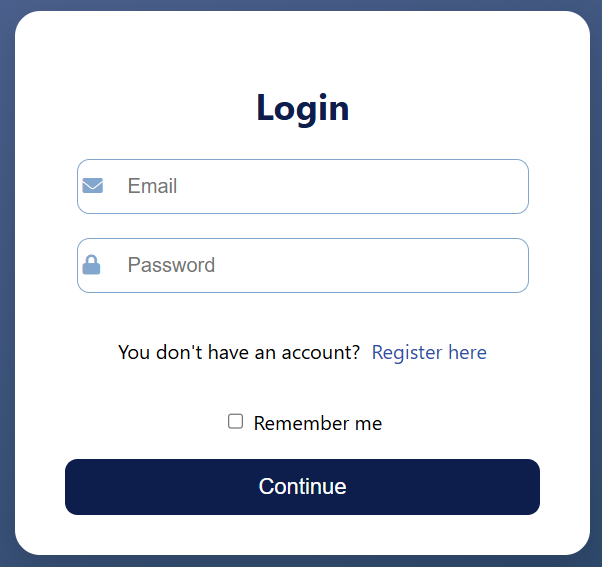 Login
Email
Password
You don't have an account? Register here
Remember me
Continue